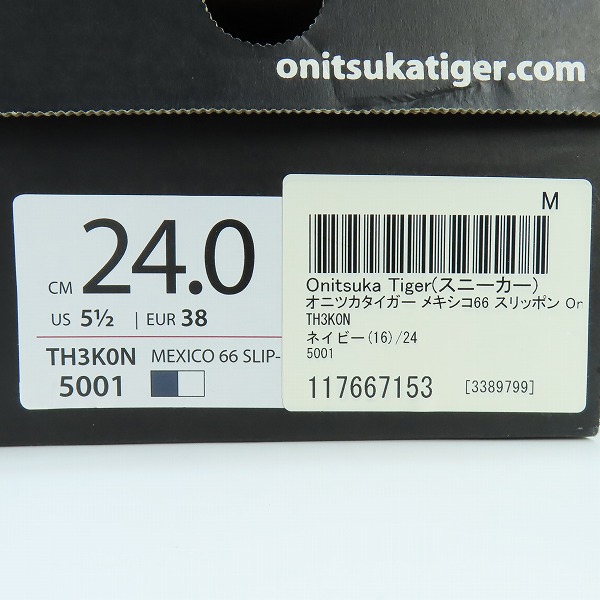 onitsukatiger.com
CM 24.0
US 5½ | EUR 38
TH3K0N MEXICO 66 SLIP-
5001
M
Onitsuka Tiger(スニーカー)
オニツカタイガー メキシコ66 スリッポン On
TH3K0N
ネイビー(16)/24
5001
117667153 [3389799]